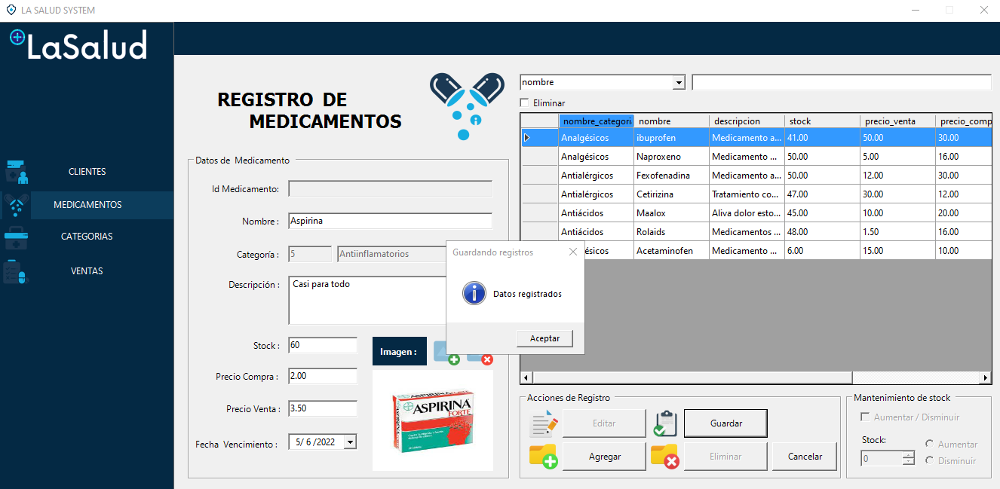 LA SALUD SYSTEM
LaSalud
CLIENTES
MEDICAMENTOS
CATEGORIAS
VENTAS
REGISTRO DE
MEDICAMENTOS
Datos de Medicamento
Id Medicamento:
Nombre : Aspirina
Categoría : 5 Antiinflamatorios
Descripción : Casi para todo
Stock : 60
Imagen :
Precio Compra : 2.00
Precio Venta : 3.50
Fecha Vencimiento : 5/ 6 /2022
ASPIRINA
FORTE
nombre
Eliminar
nombre_categori nombre descripcion stock precio_venta precio_comp
Analgésicos ibuprofen Medicamento a... 41.00 50.00 30.00
Analgésicos Naproxeno Medicamento ... 50.00 5.00 16.00
Antialérgicos Fexofenadina Medicamento a... 50.00 12.00 30.00
Antialérgicos Cetirizina Tratamiento co... 47.00 30.00 12.00
Antiácidos Maalox Aliva dolor esto... 45.00 10.00 20.00
Antiácidos Rolaids Medicamentos ... 48.00 1.50 16.00
ésicos Acetaminofen Medicamento ... 6.00 15.00 10.00
Guardando registros
Datos registrados
Aceptar
Acciones de Registro
Editar
Guardar
Agregar
Eliminar
Cancelar
Mantenimiento de stock
Aumentar / Disminuir
Stock:
0
Aumentar
Disminuir